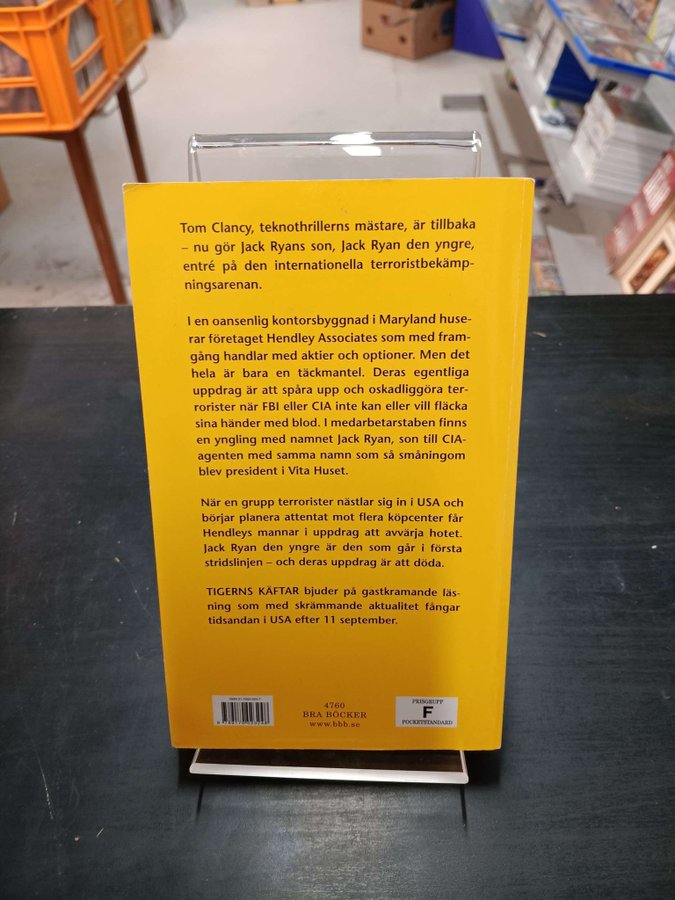 Tom Clancy, teknothrillerns mästare, är tillbaka
– nu gör Jack Ryans son, Jack Ryan den yngre,
entré på den internationella terroristbekämp-
ningsarenan.
I en oansenlig kontorsbyggnad i Maryland huse-
rar företaget Hendley Associates som med fram-
gång handlar med aktier och optioner. Men det
hela är bara en täckmantel. Deras egentliga
uppdrag är att spåra upp och oskadliggöra ter-
rorister när FBI eller CIA inte kan eller vill fläcka
sina händer med blod. I medarbetarstaben finns
en yngling med namnet Jack Ryan, son till CIA-
agenten med samma namn som så småningom
blev president i Vita Huset.
När en grupp terrorister nästlar sig in i USA och
börjar planera attentat mot flera köpcenter får
Hendleys mannar i uppdrag att avvärja hotet.
Jack Ryan den yngre är den som går i första
stridslinjen – och deras uppdrag är att döda.
TIGERNS KÄFTAR bjuder på gastkramande läs-
ning som med skrämmande aktualitet fångar
tidsandan i USA efter 11 september.
4760
BRA BÖCKER
www.bbb.se
PRISGRUPP
F
POCKETSTANDARD